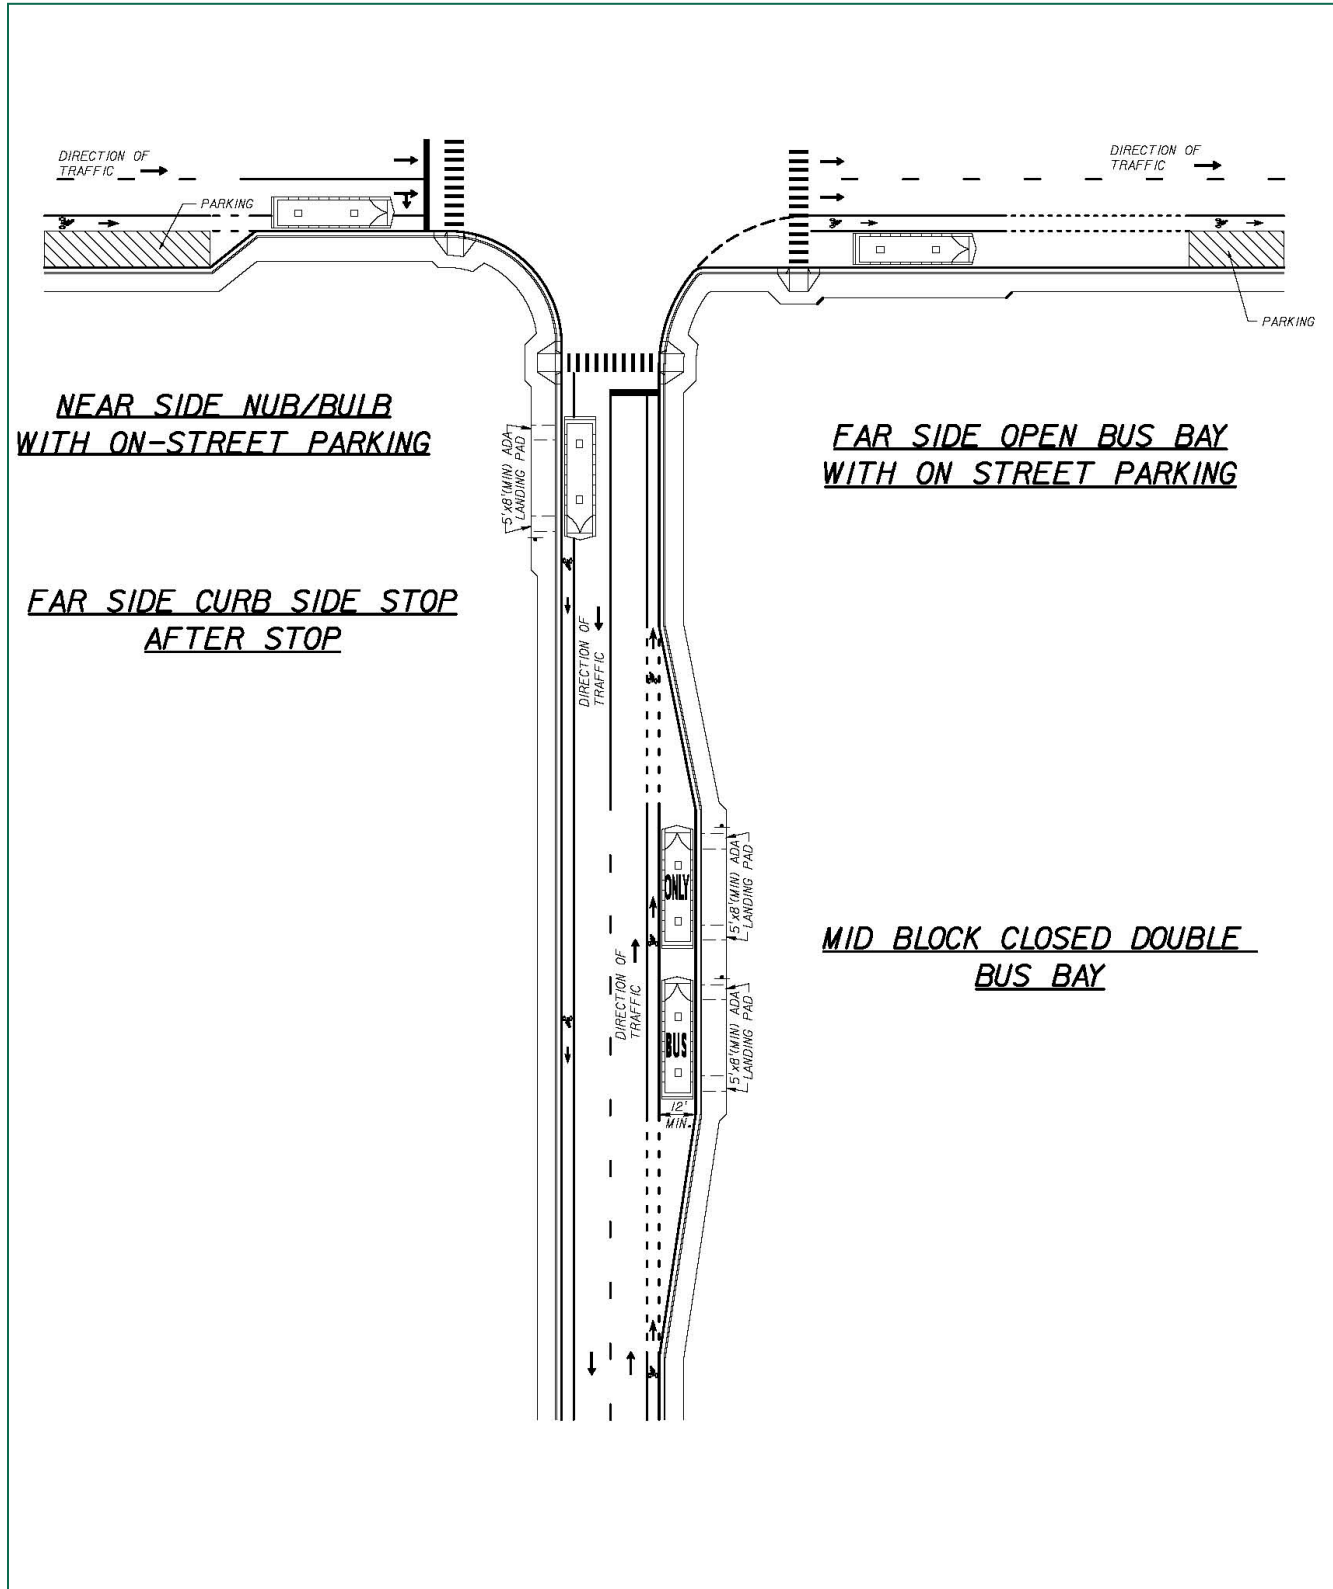 DIRECTION OF
TRAFFIC
PARKING
DIRECTION OF
TRAFFIC
PARKING
NEAR SIDE NUB/BULB
WITH ON-STREET PARKING
FAR SIDE OPEN BUS BAY
WITH ON STREET PARKING
5'x8'(MIN) ADA
LANDING PAD
FAR SIDE CURB SIDE STOP
AFTER STOP
DIRECTION OF
TRAFFIC
ONLY
5'x8'(MIN) ADA
LANDING PAD
MID BLOCK CLOSED DOUBLE
BUS BAY
DIRECTION OF
TRAFFIC
BUS
5'x8'(MIN) ADA
LANDING PAD
12'
MIN.